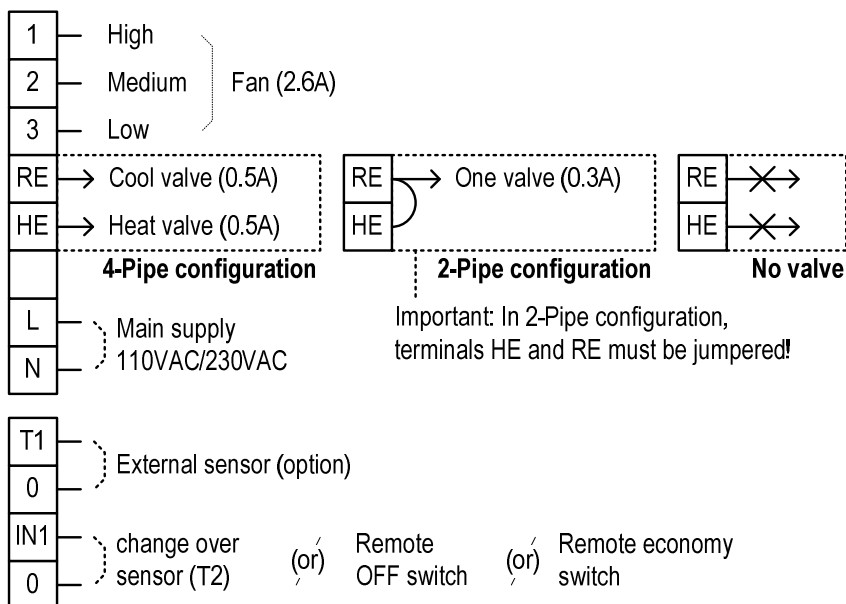 1 High
2 Medium Fan (2.6A)
3 Low
RE Cool valve (0.5A) RE One valve (0.3A) RE
HE Heat valve (0.5A) HE HE
4-Pipe configuration 2-Pipe configuration No valve
L Main supply
N 110VAC/230VAC
Important: In 2-Pipe configuration,
terminals HE and RE must be jumpered!
T1
0 External sensor (option)
IN1 change over (or) Remote (or) Remote economy
0 sensor (T2) OFF switch switch